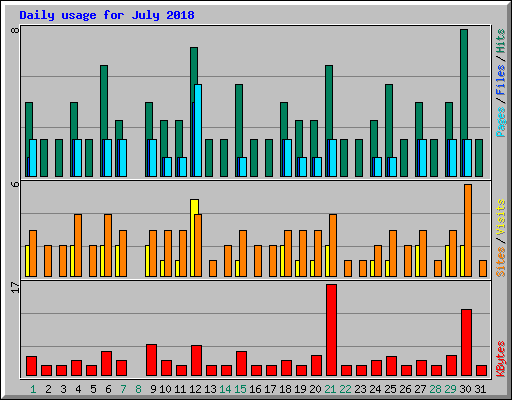 Daily usage for July 2018
8
Pages / Files / Hits
6
Sites / Visits
17
KBytes
1 2 3 4 5 6 7 8 9 10 11 12 13 14 15 16 17 18 19 20 21 22 23 24 25 26 27 28 29 30 31